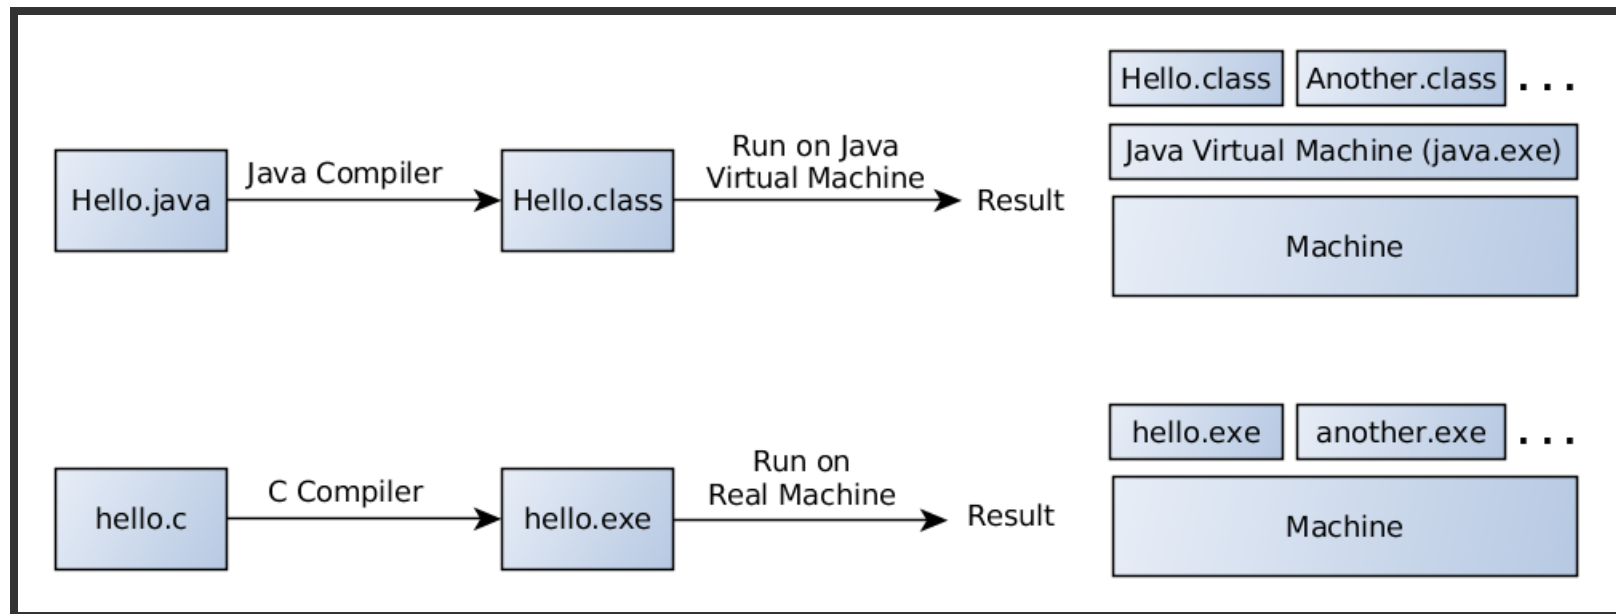 Hello.java
Java Compiler
Hello.class
Run on Java
Virtual Machine
Result
Hello.class
Another.class
...
Java Virtual Machine (java.exe)
Machine
hello.c
C Compiler
hello.exe
Run on
Real Machine
Result
hello.exe
another.exe
...
Machine